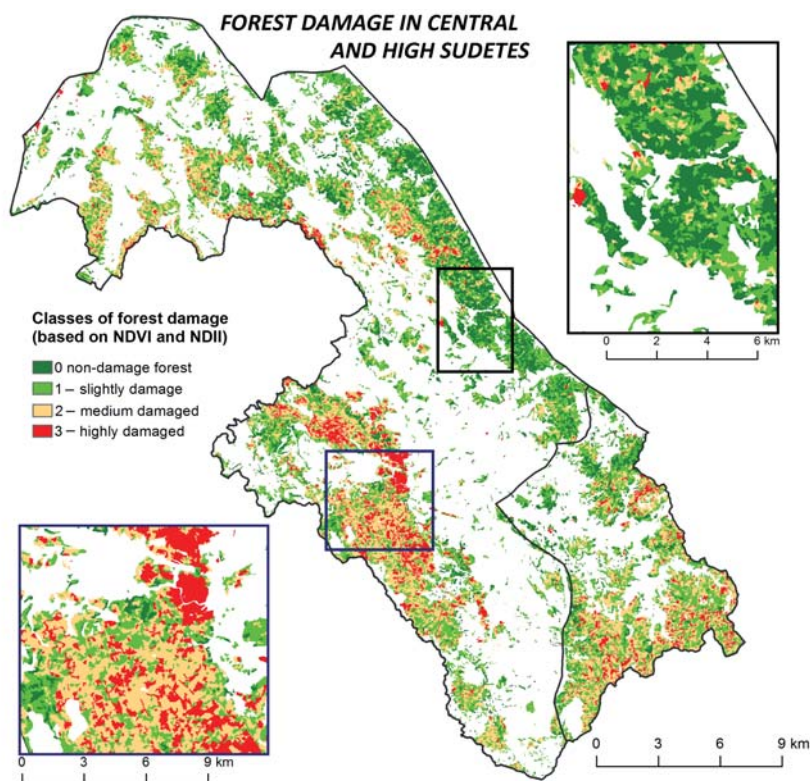 FOREST DAMAGE IN CENTRAL
AND HIGH SUDETES
Classes of forest damage
(based on NDVI and NDII)
0 non-damage forest
1 – slightly damage
2 – medium damaged
3 – highly damaged
0 2 4 6 km
0 3 6 9 km
0 3 6 9 km